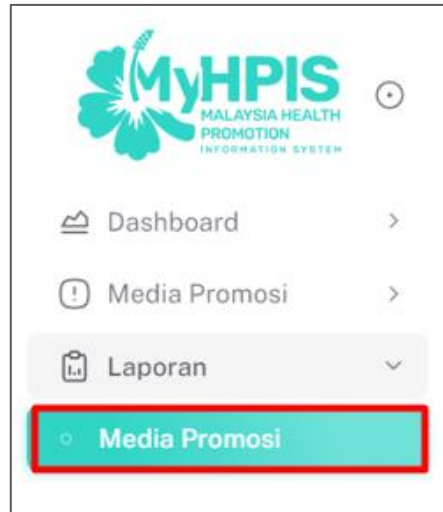 MyHPIS
MALAYSIA HEALTH
PROMOTION
INFORMATION SYSTEM
Dashboard
Media Promosi
Laporan
Media Promosi